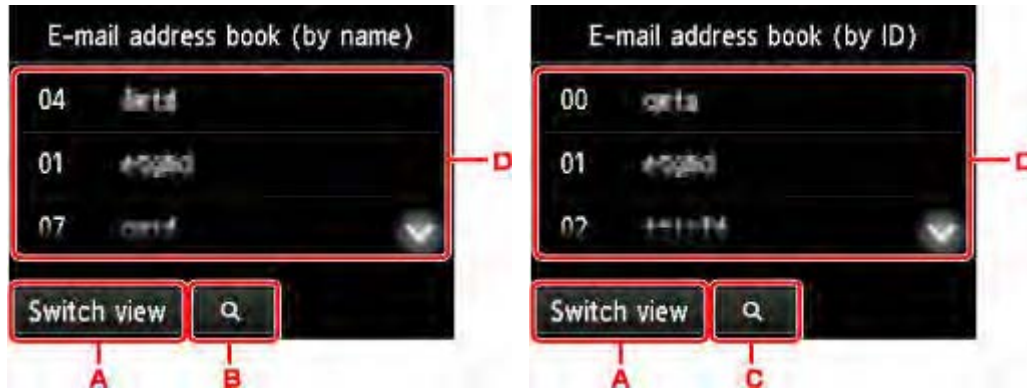 E-mail address book (by name)
04
01
07
Switch view
A
B
D
E-mail address book (by ID)
00
01
02
Switch view
A
C